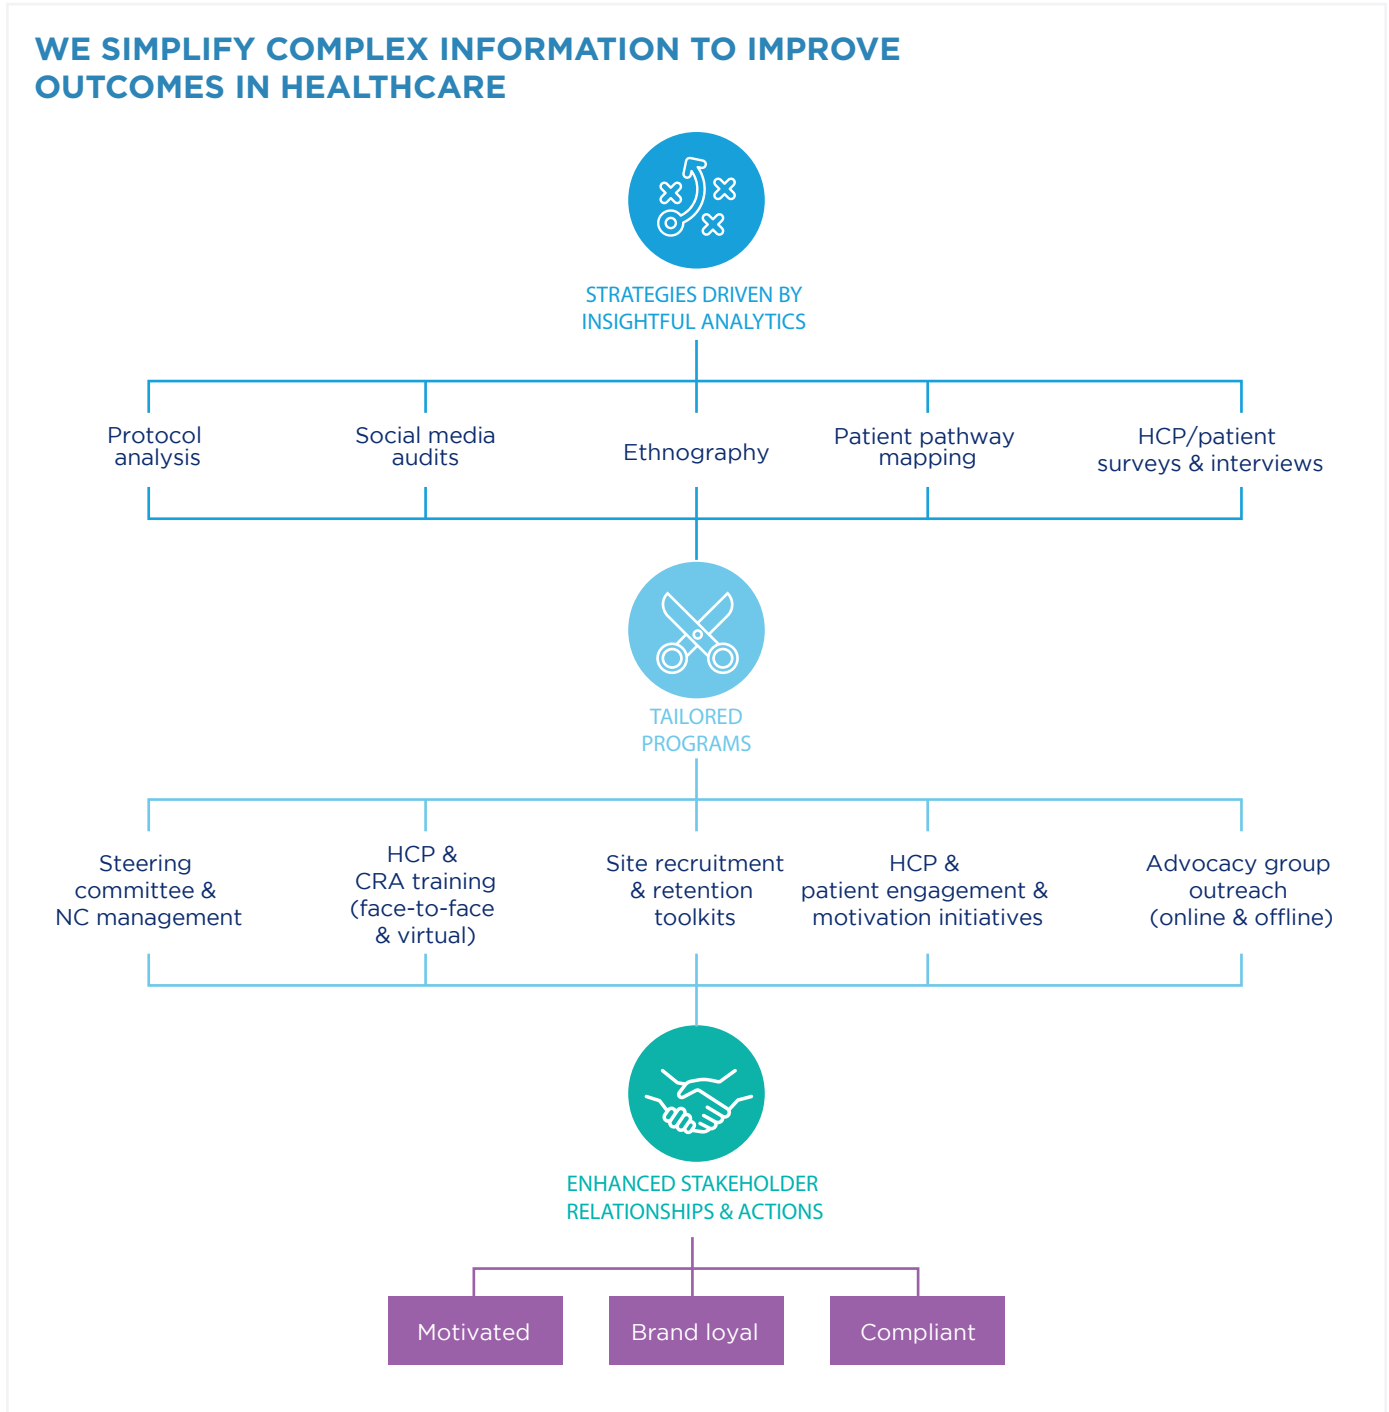 WE SIMPLIFY COMPLEX INFORMATION TO IMPROVE
OUTCOMES IN HEALTHCARE
STRATEGIES DRIVEN BY
INSIGHTFUL ANALYTICS
Protocol
analysis
Social media
audits
Ethnography
Patient pathway
mapping
HCP/patient
surveys & interviews
TAILORED
PROGRAMS
Steering
committee &
NC management
HCP &
CRA training
(face-to-face
& virtual)
Site recruitment
& retention
toolkits
HCP &
patient engagement &
motivation initiatives
Advocacy group
outreach
(online & offline)
ENHANCED STAKEHOLDER
RELATIONSHIPS & ACTIONS
Motivated
Brand loyal
Compliant